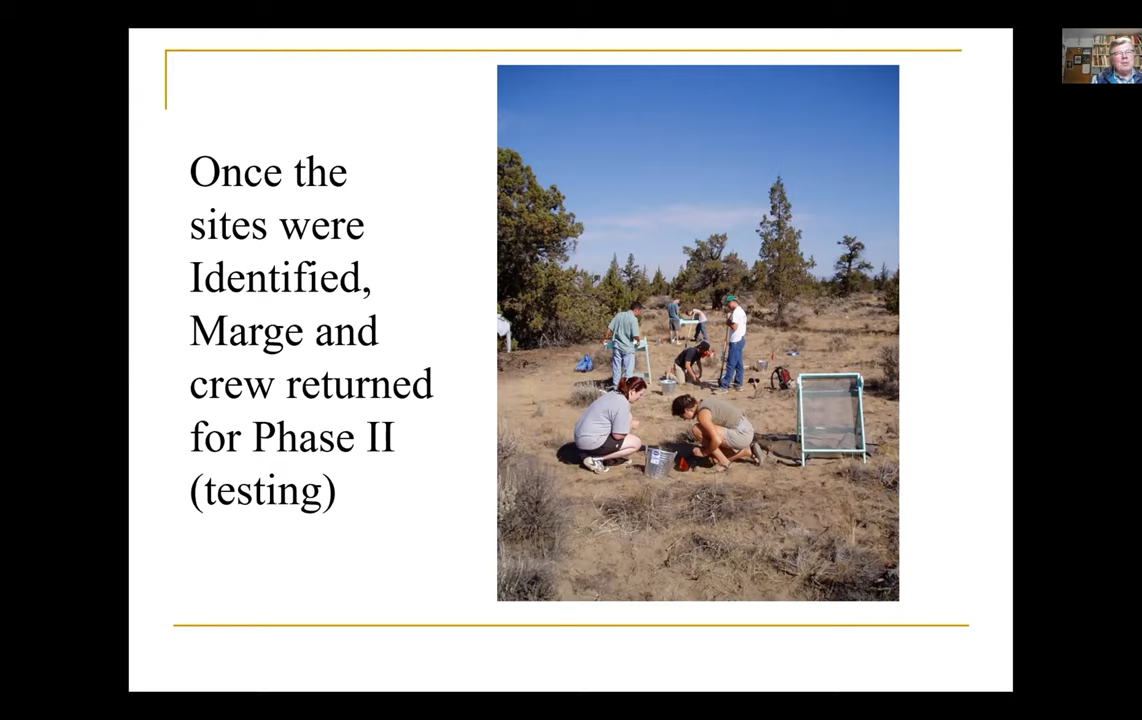 Once the
sites were
Identified,
Marge and
crew returned
for Phase II
(testing)